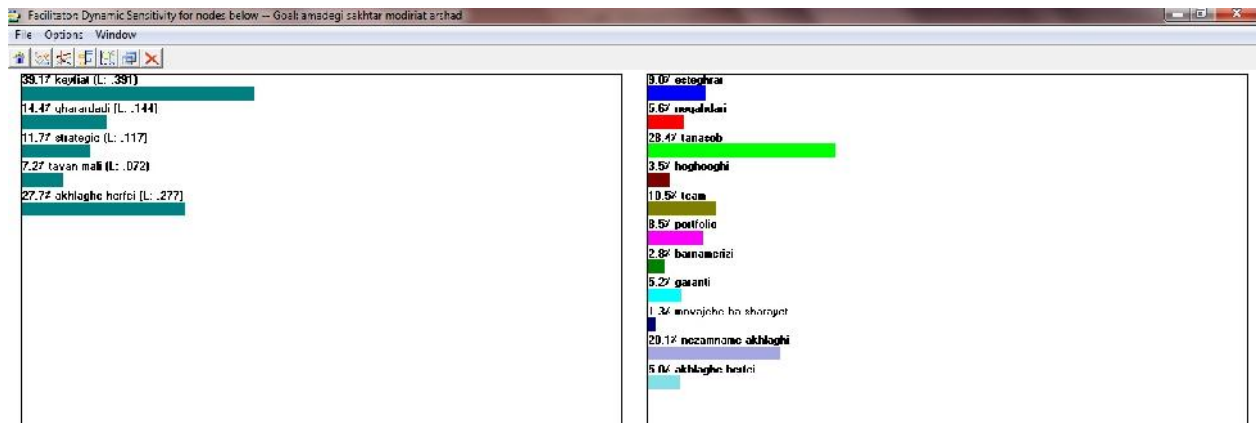 Facilitator: Dynamic Sensitivity for nodes below -- Goal: amadegi sakhtar modiriat arshad
File Options Window
39.1% keyfiat (L: .391)
14.4% gharardadi (L: .144)
11.7% strategic (L: .117)
7.2% tavan mali (L: .072)
27.7% akhlaghe herfei (L: .277)
9.0% esteghrar
5.6% negahdari
28.4% tanasob
3.5% hoghooghi
10.5% team
8.5% portfolio
2.8% barnamerizi
5.2% garanti
1.3% movajehe ba sharayet
20.1% nezamname akhlaghi
5.0% akhlaghe herfei